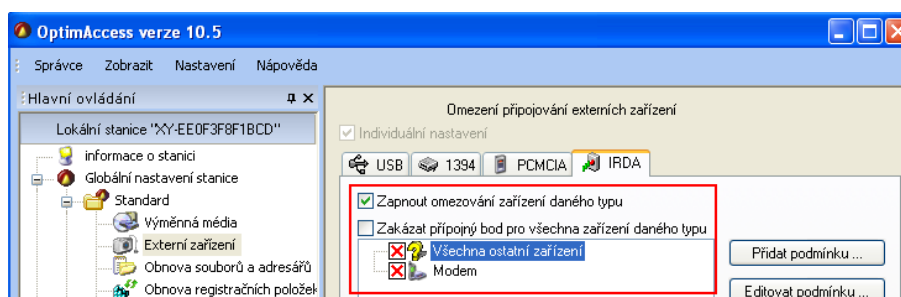 OptimAccess verze 10.5
Správce Zobrazit Nastavení Nápověda
Hlavní ovládání
Omezení připojování externích zařízení
Lokální stanice "XY-EE0F3F8F1BCD"
Individuální nastavení
informace o stanici
USB 1394 PCMCIA IRDA
Globální nastavení stanice
Standard
Zapnout omezování zařízení daného typu
Výměnná média
Zakázat přípojný bod pro všechna zařízení daného typu
Externí zařízení
Všechna ostatní zařízení
Přidat podmínku ...
Obnova souborů a adresářů
Modem
Obnova registračních položek
Editovat podmínku ...